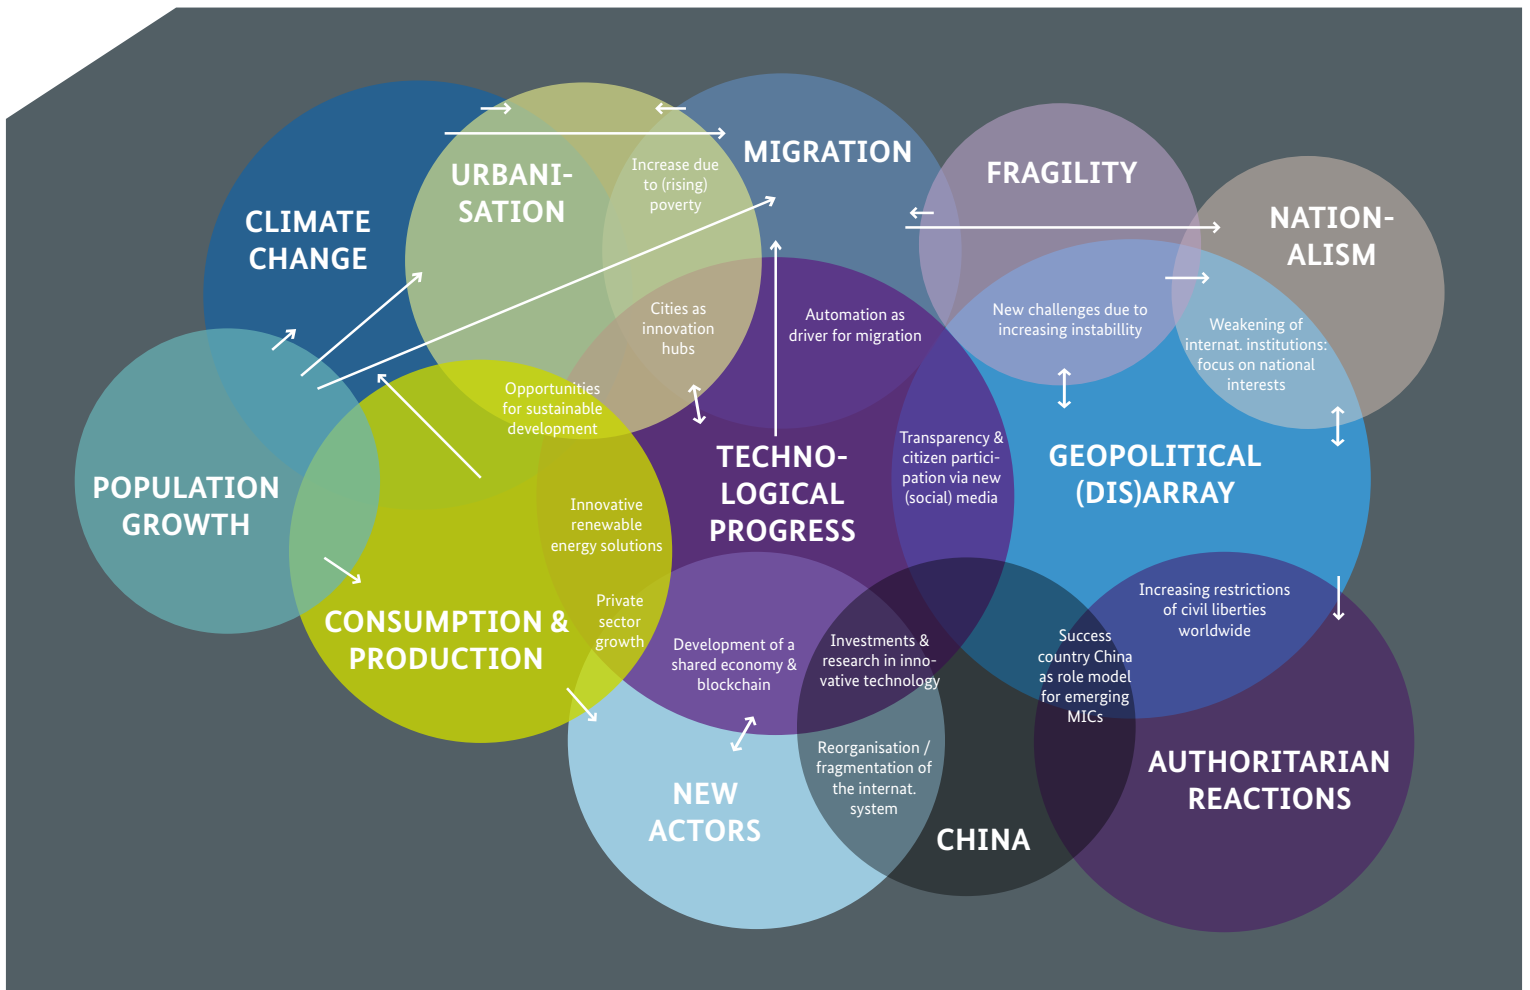 CLIMATE
CHANGE
URBANI-
SATION
Increase due
to (rising)
poverty
MIGRATION
FRAGILITY
NATION-
ALISM
Cities as
innovation
hubs
Automation as
driver for migration
New challenges due to
increasing instabillity
Weakening of
internat. institutions:
focus on national
interests
Opportunities
for sustainable
development
POPULATION
GROWTH
TECHNO-
LOGICAL
PROGRESS
Transparency &
citizen partici-
pation via new
(social) media
GEOPOLITICAL
(DIS)ARRAY
Innovative
renewable
energy solutions
CONSUMPTION &
PRODUCTION
Private
sector
growth
Development of a
shared economy &
blockchain
Investments &
research in inno-
vative technology
Success
country China
as role model
for emerging
MICs
Increasing restrictions
of civil liberties
worldwide
Reorganisation /
fragmentation of
the internat.
system
NEW
ACTORS
CHINA
AUTHORITARIAN
REACTIONS